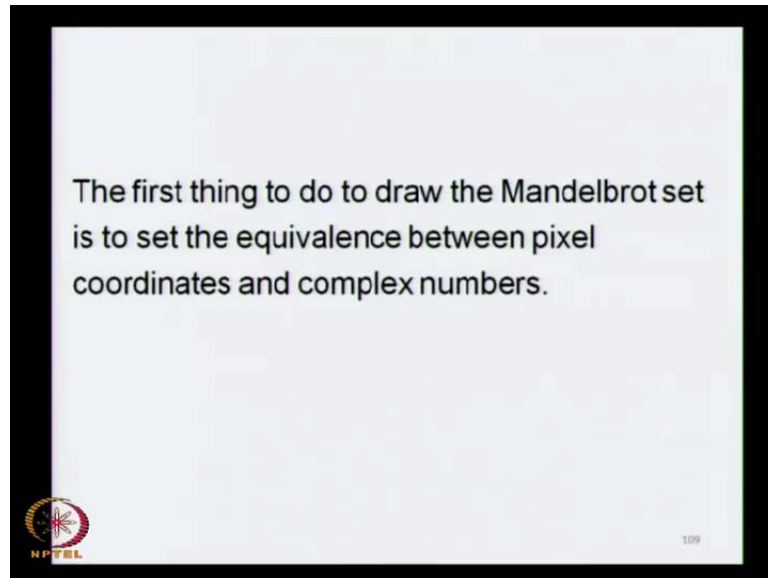 The first thing to do to draw the Mandelbrot set
is to set the equivalence between pixel
coordinates and complex numbers.
NPTEL
109